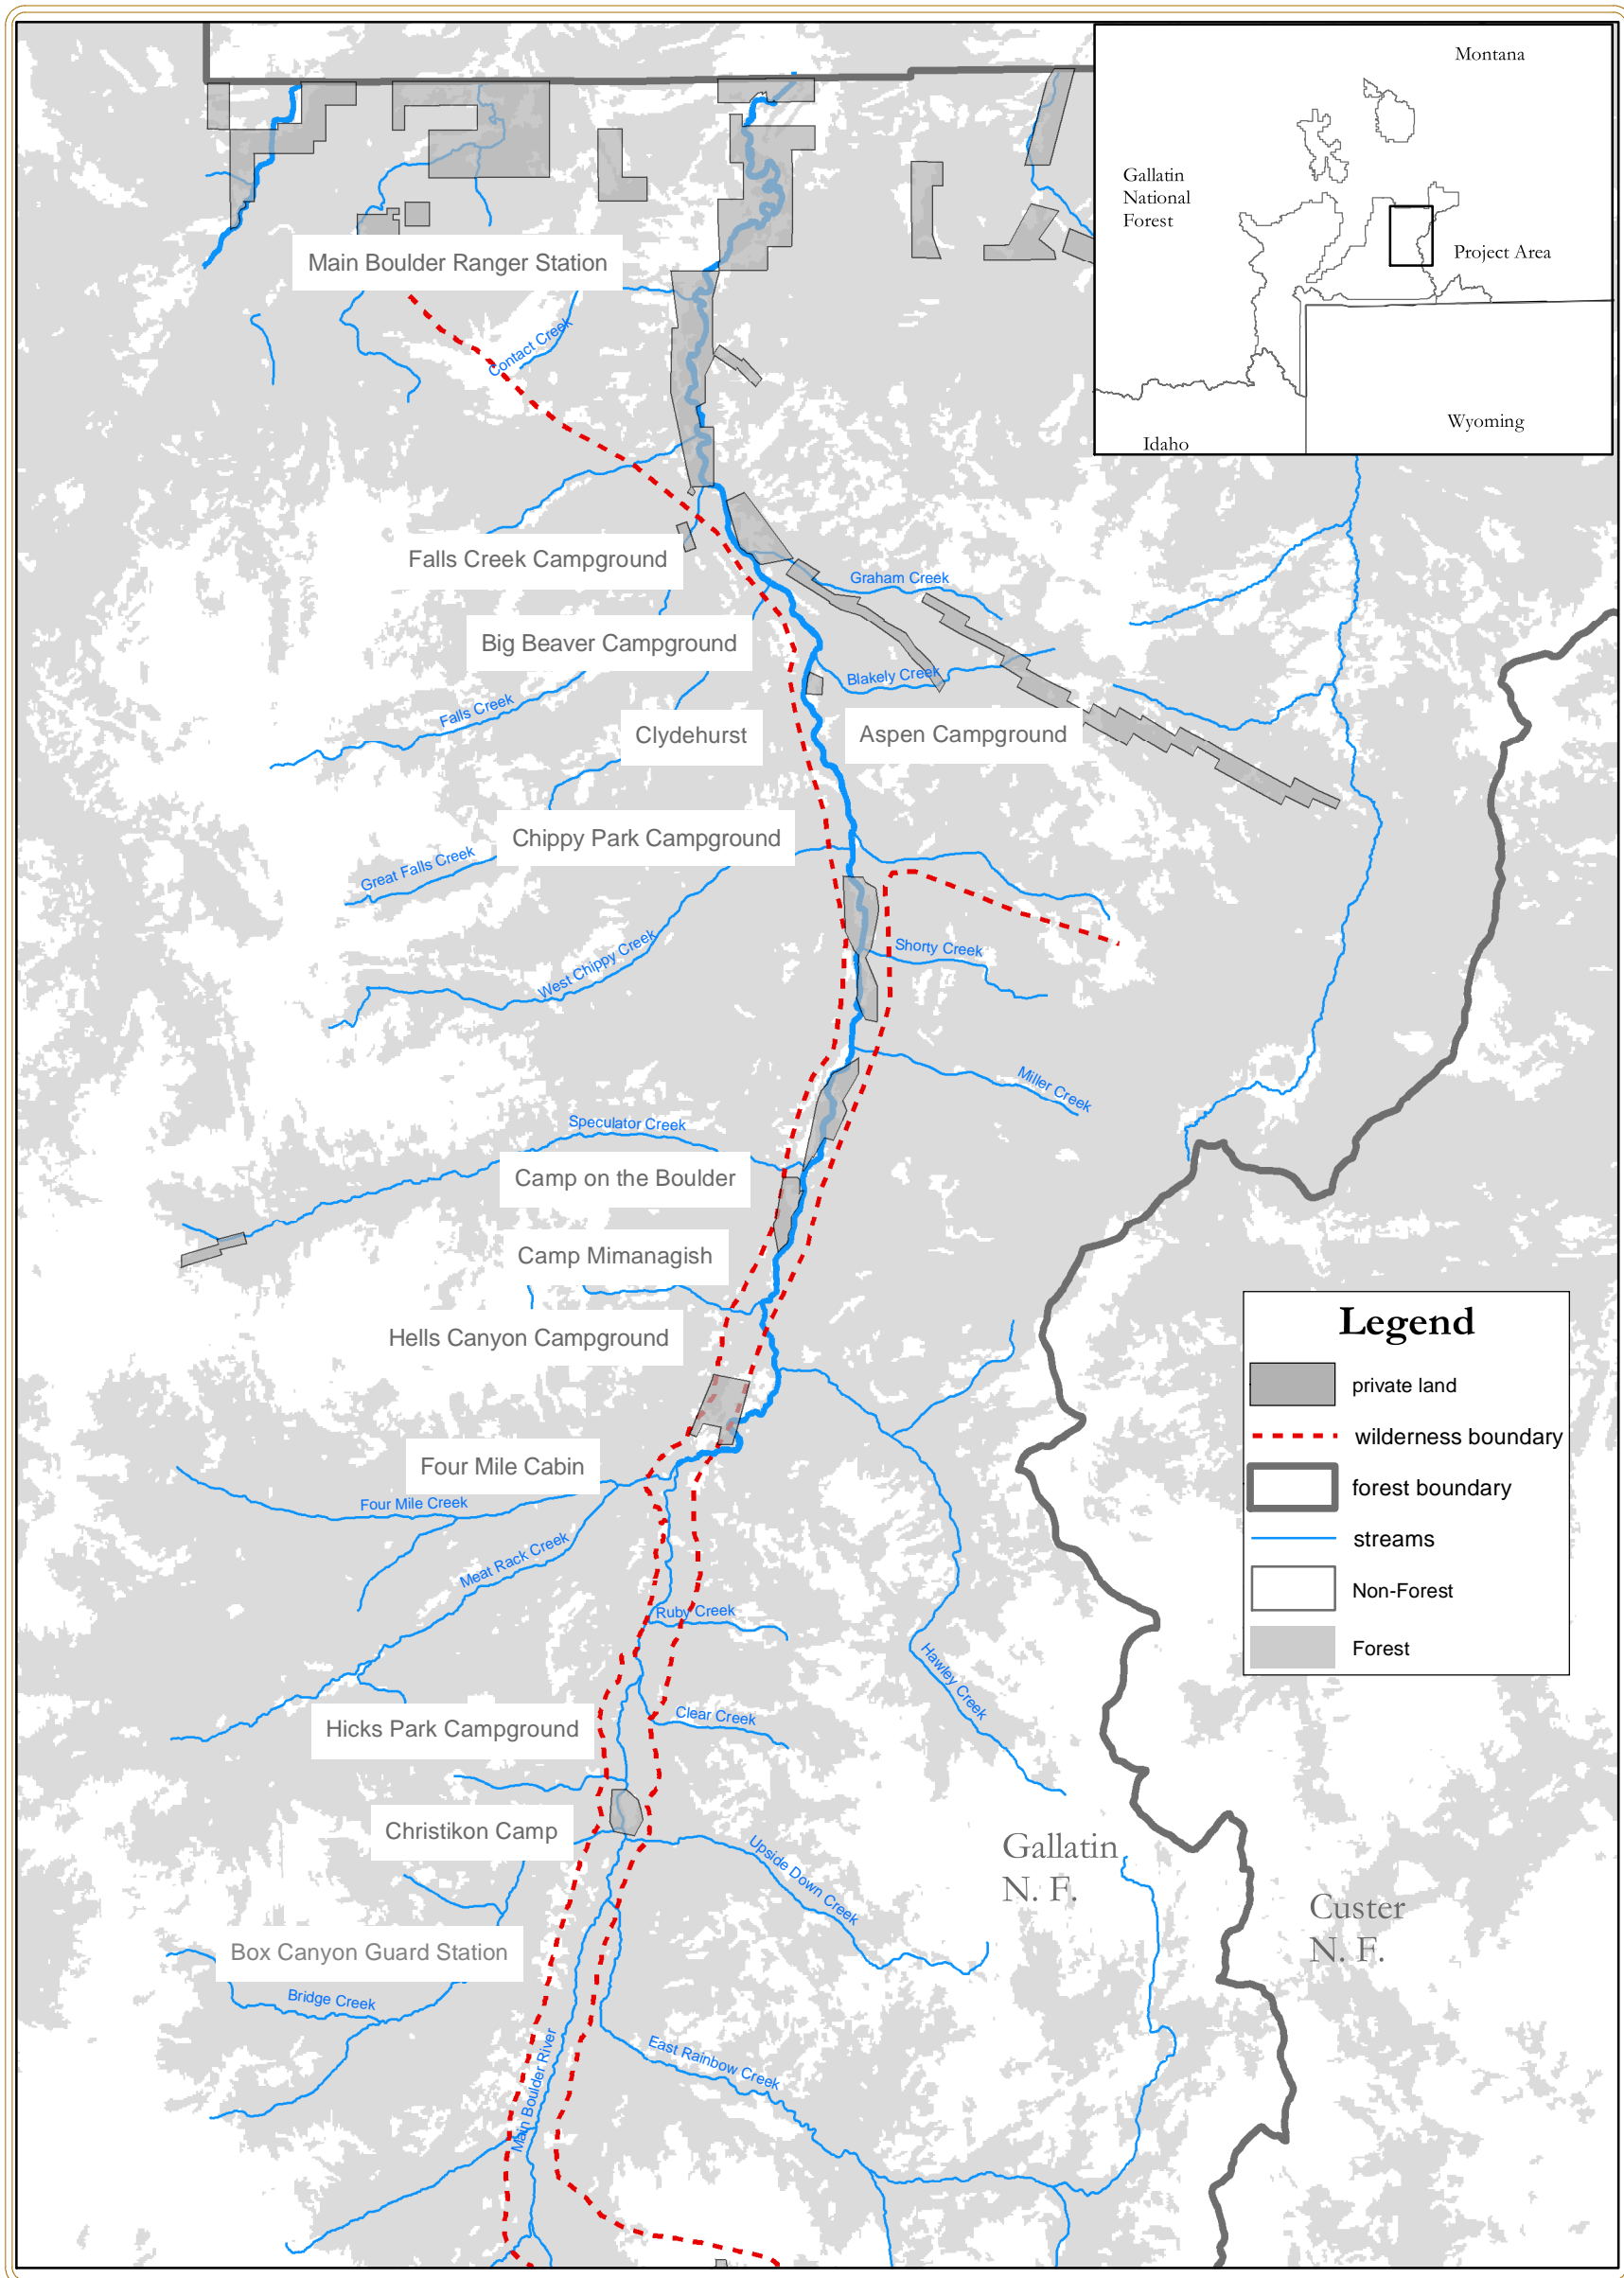 Montana
Gallatin
National
Forest
Project Area
Wyoming
Idaho
Main Boulder Ranger Station
Contact Creek
Falls Creek Campground
Graham Creek
Big Beaver Campground
Blakely Creek
Falls Creek
Clydehurst
Aspen Campground
Chippy Park Campground
Great Falls Creek
West Chippy Creek
Shorty Creek
Miller Creek
Speculator Creek
Camp on the Boulder
Camp Mimanagish
Hells Canyon Campground
Legend
private land
wilderness boundary
forest boundary
streams
Non-Forest
Forest
Four Mile Cabin
Four Mile Creek
Meat Rack Creek
Ruby Creek
Hawley Creek
Clear Creek
Hicks Park Campground
Christikon Camp
Upside Down Creek
Gallatin
N. F.
Custer
N. F.
Box Canyon Guard Station
Bridge Creek
East Rainbow Creek
Main Boulder River